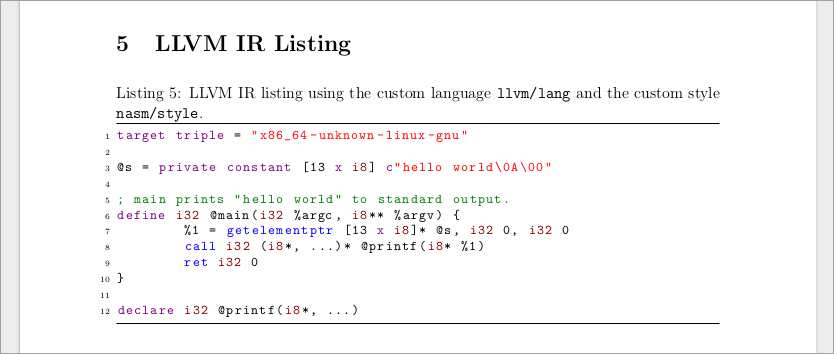 5 LLVM IR Listing
Listing 5: LLVM IR listing using the custom language llvm/lang and the custom style
nasm/style.
1 target triple = "x86_64-unknown-linux-gnu"
2
3 @s = private constant [13 x i8] c"hello world\0A\00"
4
5 ; main prints "hello world" to standard output.
6 define i32 @main(i32 %argc, i8** %argv) {
7         %1 = getelementptr [13 x i8]* @s, i32 0, i32 0
8         call i32 (i8*, ...)* @printf(i8* %1)
9         ret i32 0
10 }
11
12 declare i32 @printf(i8*, ...)